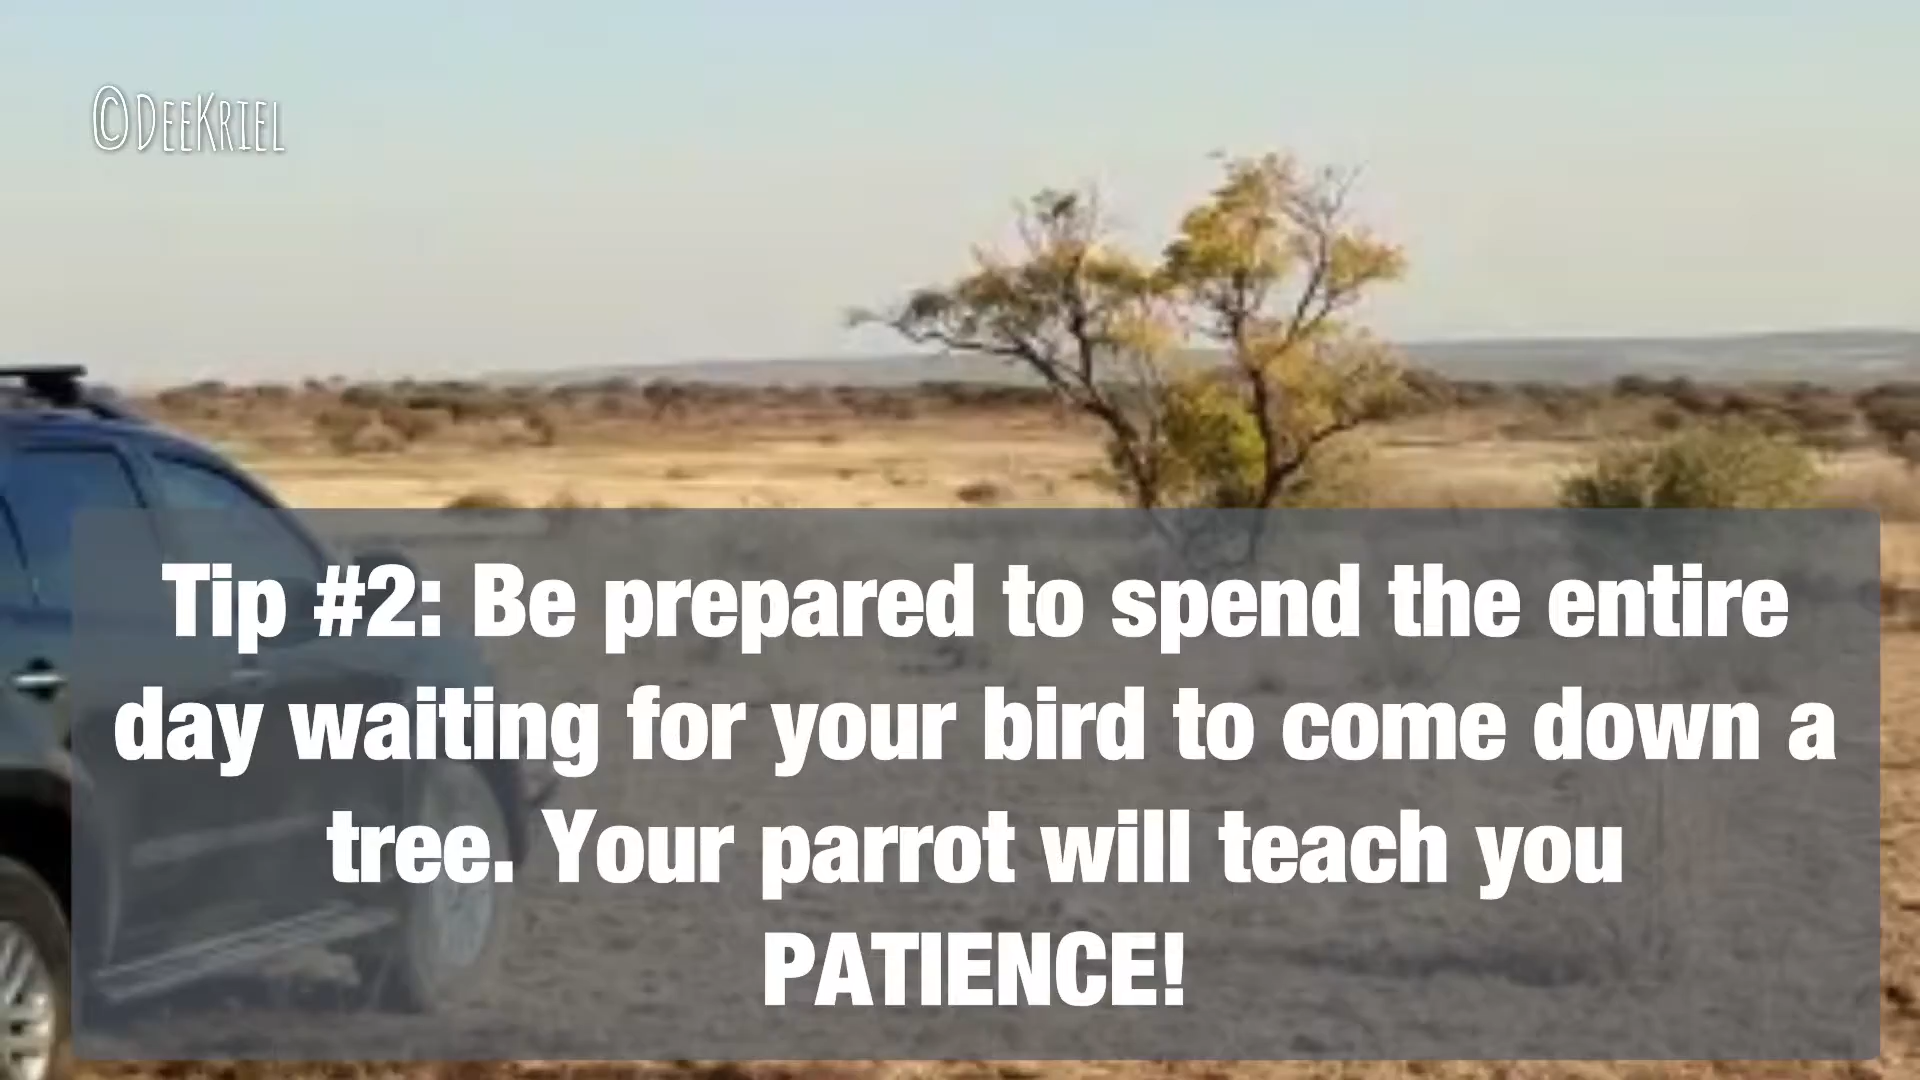 ©DeeKriel
Tip #2: Be prepared to spend the entire
day waiting for your bird to come down a
tree. Your parrot will teach you
PATIENCE!